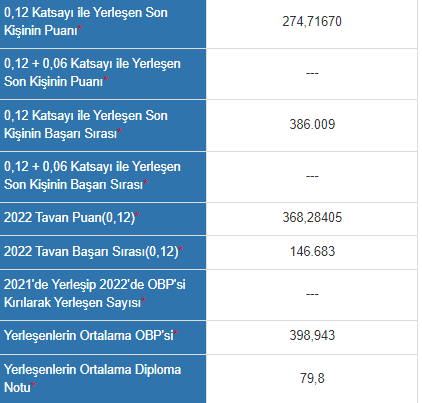 0,12 Katsayı ile Yerleşen Son
Kişinin Puanı*
274,71670
0,12 + 0,06 Katsayı ile Yerleşen
Son Kişinin Puanı*
---
0,12 Katsayı ile Yerleşen Son
Kişinin Başarı Sırası*
386.009
0,12 + 0,06 Katsayı ile Yerleşen
Son Kişinin Başarı Sırası*
---
2022 Tavan Puan(0,12)*
368,28405
2022 Tavan Başarı Sırası(0,12)*
146.683
2021'de Yerleşip 2022'de OBP'si
Kırılarak Yerleşen Sayısı*
---
Yerleşenlerin Ortalama OBP'si*
398,943
Yerleşenlerin Ortalama Diploma
Notu*
79,8